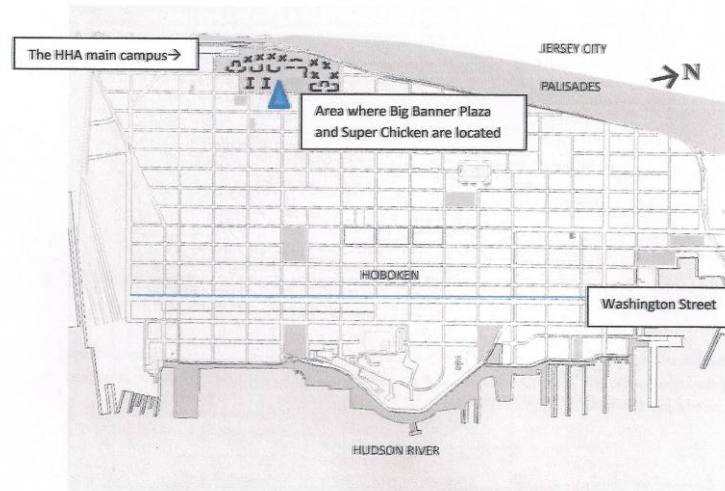 JERSEY CITY
The HHA main campus→
PALISADES
→N
Area where Big Banner Plaza
and Super Chicken are located
HOBOKEN
Washington Street
HUDSON RIVER